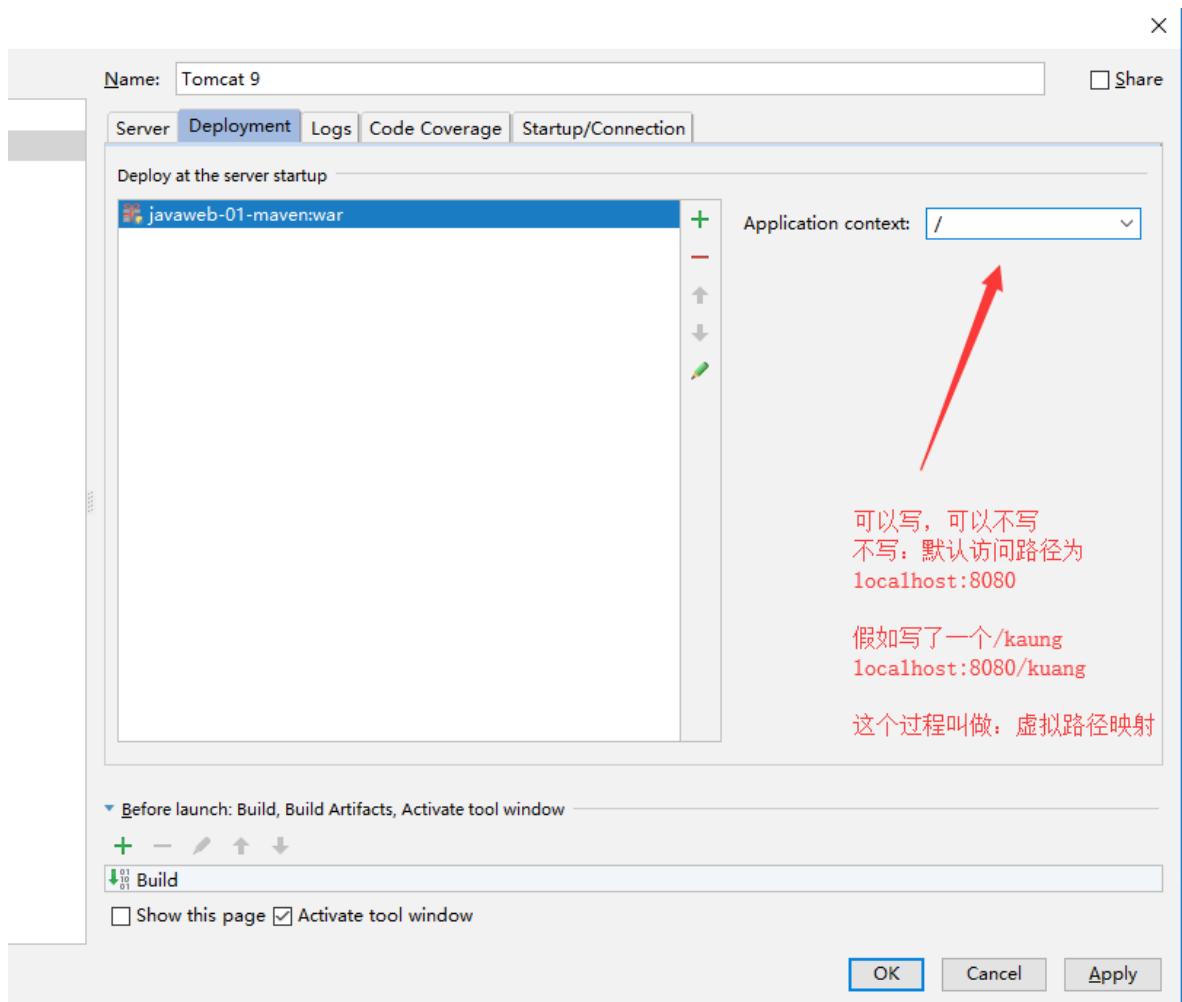 Name: Tomcat 9 Share
Server Deployment Logs Code Coverage Startup/Connection
Deploy at the server startup
javaweb-01-maven:war
Application context: /
可以写，可以不写
不写：默认访问路径为
localhost:8080
假如写了一个/kaung
localhost:8080/kuang
这个过程叫做：虚拟路径映射
Before launch: Build, Build Artifacts, Activate tool window
Build
Show this page Activate tool window
OK Cancel Apply